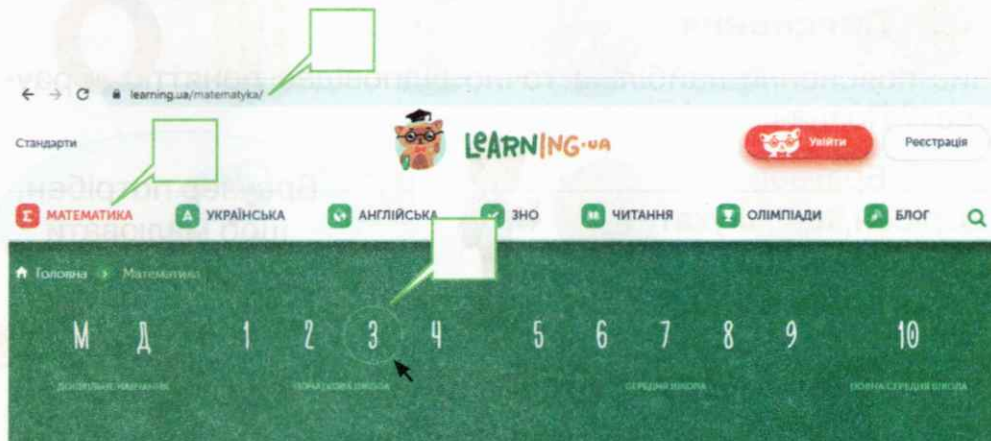 learning.ua/matematyka/
Стандарти
LEARNING.UA
Увійти
Реєстрація
МАТЕМАТИКА
УКРАЇНСЬКА
АНГЛІЙСЬКА
ЗНО
ЧИТАННЯ
ОЛІМПІАДИ
БЛОГ
Головна
Математика
М Д 1 2 3 4 5 6 7 8 9 10
ДОШКІЛЬНЕ НАВЧАННЯ
ПОЧАТКОВА ШКОЛА
СЕРЕДНЯ ШКОЛА
ПОВНА СЕРЕДНЯ ШКОЛА